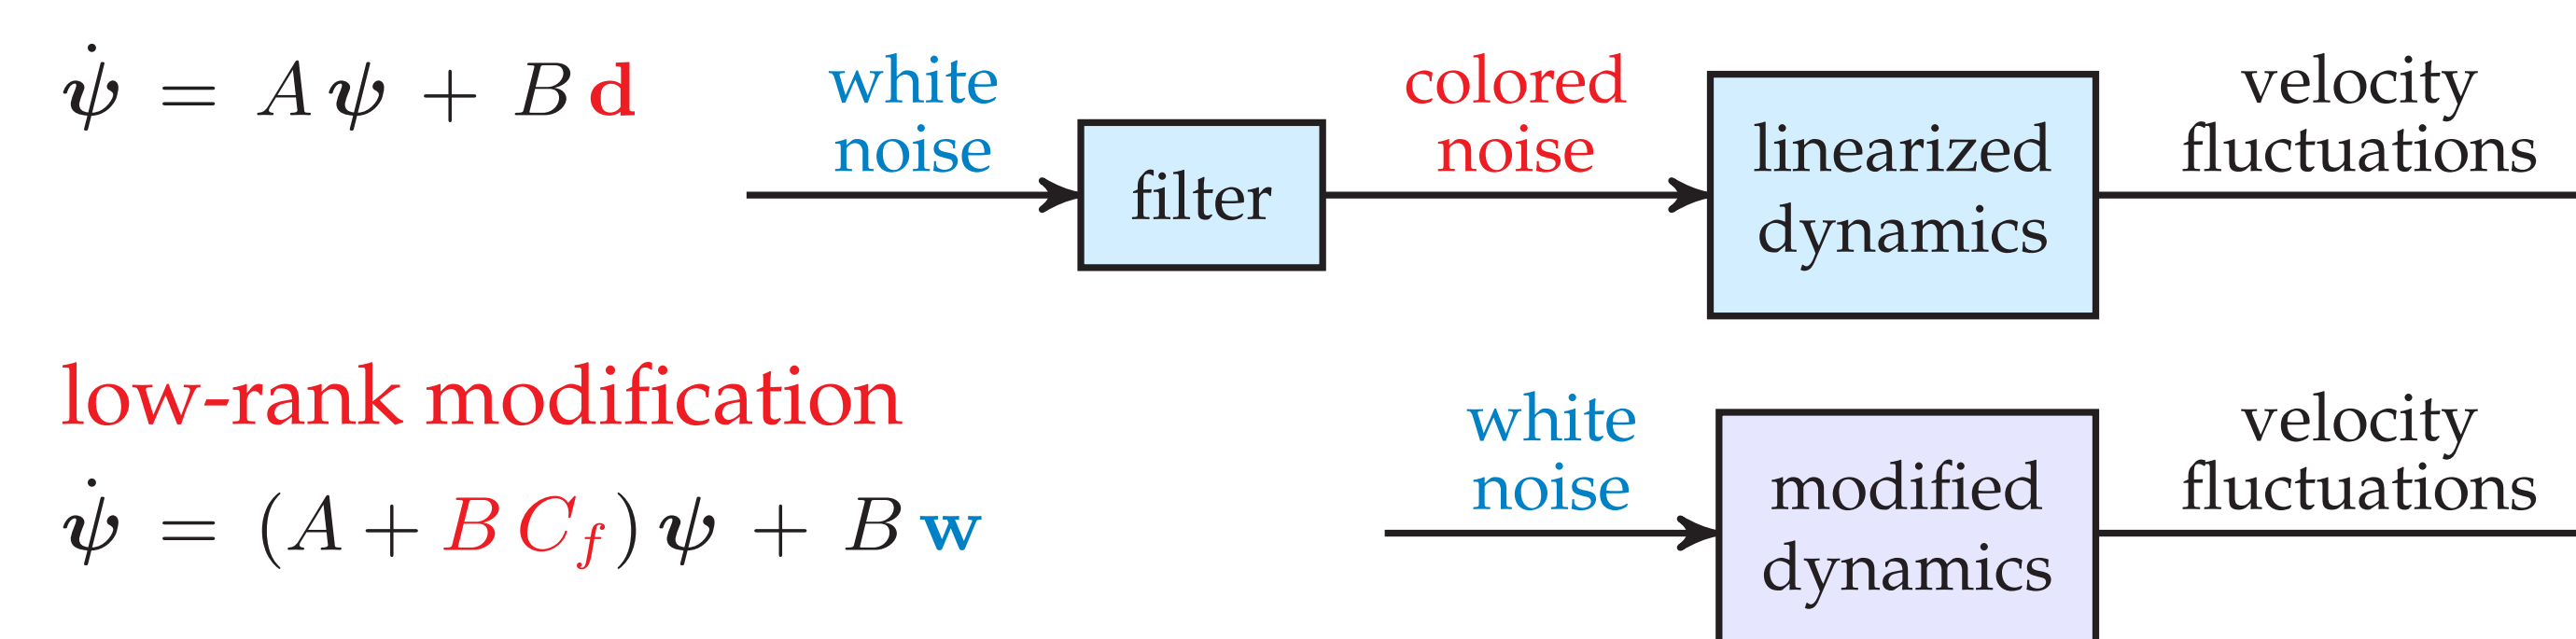 ψ̇ = A ψ + B d
white
noise
filter
colored
noise
linearized
dynamics
velocity
fluctuations
low-rank modification
ψ̇ = (A + B C_f) ψ + B w
white
noise
modified
dynamics
velocity
fluctuations